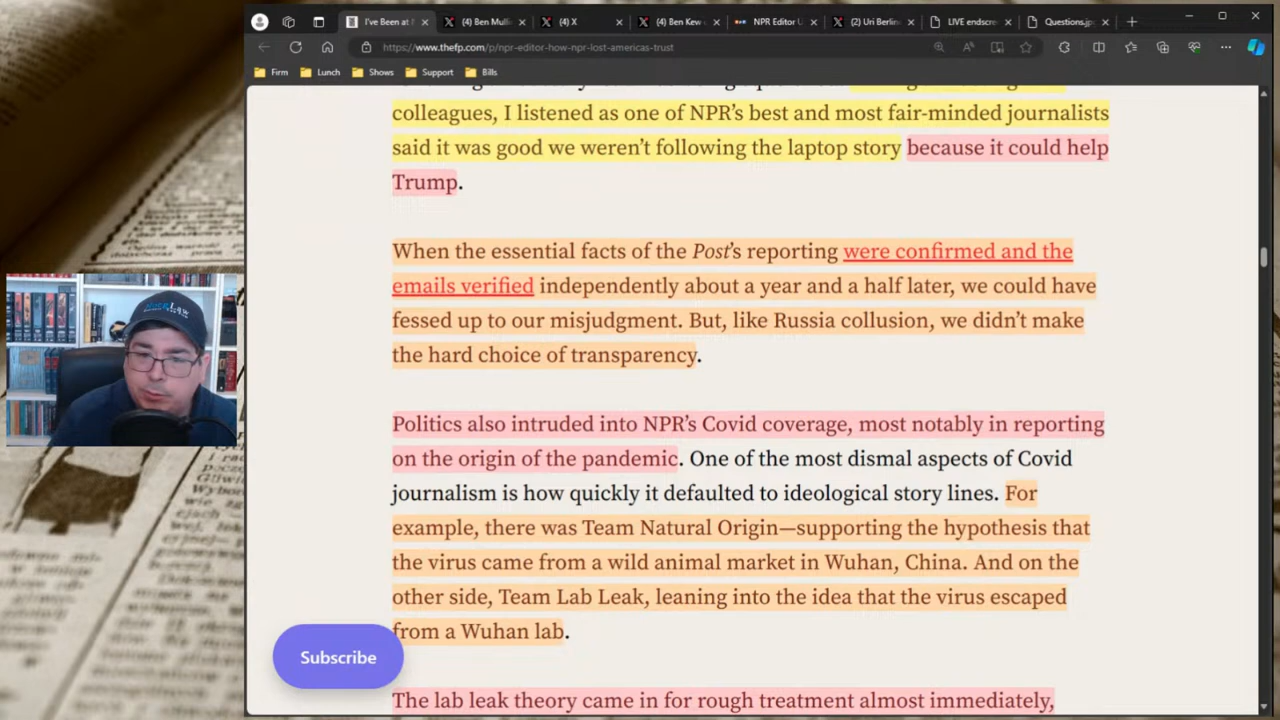 I've Been at
(4) Ben Mull
(4) X
(4) Ben Kew
NPR Editor U
(2) Uri Berlin
LIVE endscre
Questions.jp
https://www.thefp.com/p/npr-editor-how-npr-lost-americas-trust
Firm
Lunch
Shows
Support
Bills
colleagues, I listened as one of NPR’s best and most fair-minded journalists
said it was good we weren’t following the laptop story because it could help
Trump.
When the essential facts of the Post’s reporting were confirmed and the
emails verified independently about a year and a half later, we could have
fessed up to our misjudgment. But, like Russia collusion, we didn’t make
the hard choice of transparency.
Politics also intruded into NPR’s Covid coverage, most notably in reporting
on the origin of the pandemic. One of the most dismal aspects of Covid
journalism is how quickly it defaulted to ideological story lines. For
example, there was Team Natural Origin—supporting the hypothesis that
the virus came from a wild animal market in Wuhan, China. And on the
other side, Team Lab Leak, leaning into the idea that the virus escaped
from a Wuhan lab.
Subscribe
The lab leak theory came in for rough treatment almost immediately,